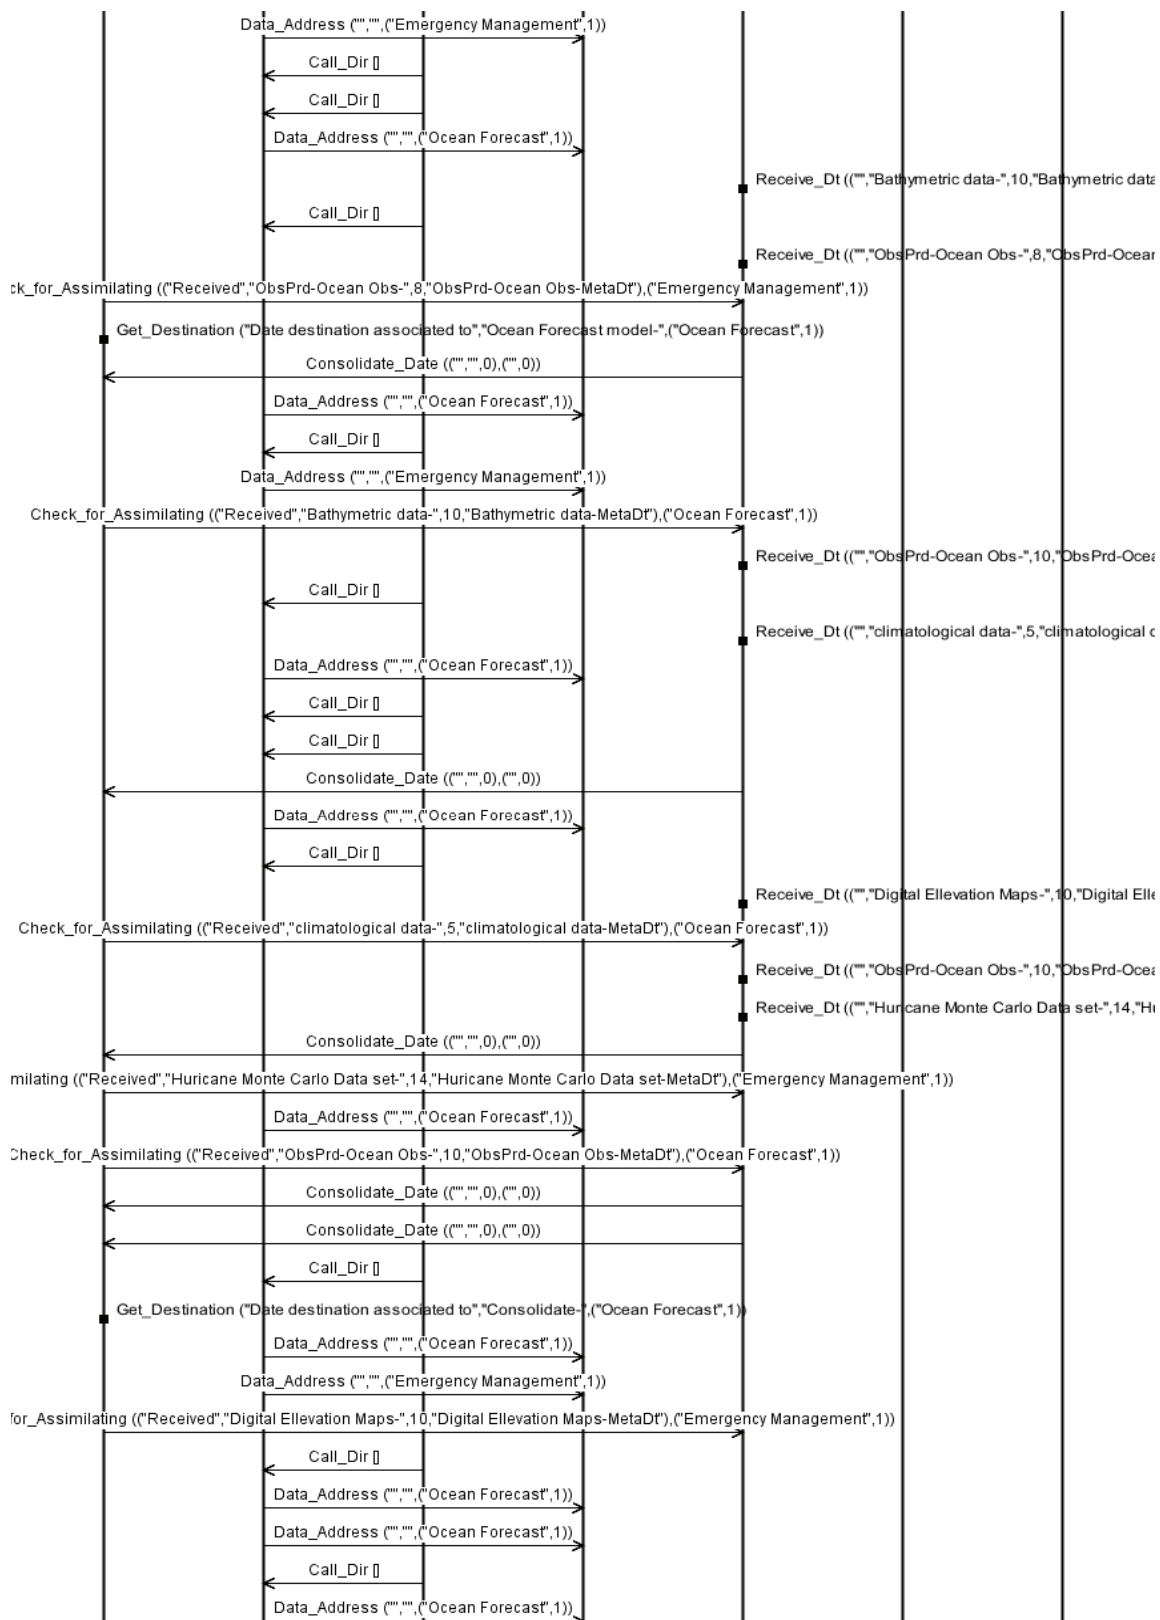 Data_Address ("","",("Emergency Management",1))
Call_Dir []
Call_Dir []
Data_Address ("","",("Ocean Forecast",1))
Receive_Dt (("","Bathymetric data-",10,"Bathymetric data
Call_Dir []
Receive_Dt (("","ObsPrd-Ocean Obs-",8,"ObsPrd-Ocean
ck_for_Assimilating (("Received","ObsPrd-Ocean Obs-",8,"ObsPrd-Ocean Obs-MetaDt"),("Emergency Management",1))
Get_Destination ("Date destination associated to","Ocean Forecast model-",("Ocean Forecast",1))
Consolidate_Date (("","",0),("",0))
Data_Address ("","",("Ocean Forecast",1))
Call_Dir []
Data_Address ("","",("Emergency Management",1))
Check_for_Assimilating (("Received","Bathymetric data-",10,"Bathymetric data-MetaDt"),("Ocean Forecast",1))
Receive_Dt (("","ObsPrd-Ocean Obs-",10,"ObsPrd-Ocea
Call_Dir []
Receive_Dt (("","climatological data-",5,"climatological d
Data_Address ("","",("Ocean Forecast",1))
Call_Dir []
Call_Dir []
Consolidate_Date (("","",0),("",0))
Data_Address ("","",("Ocean Forecast",1))
Call_Dir []
Receive_Dt (("","Digital Ellevation Maps-",10,"Digital Elle
Check_for_Assimilating (("Received","climatological data-",5,"climatological data-MetaDt"),("Ocean Forecast",1))
Receive_Dt (("","ObsPrd-Ocean Obs-",10,"ObsPrd-Ocea
Receive_Dt (("","Huricane Monte Carlo Data set-",14,"Hu
Consolidate_Date (("","",0),("",0))
milating (("Received","Huricane Monte Carlo Data set-",14,"Huricane Monte Carlo Data set-MetaDt"),("Emergency Management",1))
Data_Address ("","",("Ocean Forecast",1))
Check_for_Assimilating (("Received","ObsPrd-Ocean Obs-",10,"ObsPrd-Ocean Obs-MetaDt"),("Ocean Forecast",1))
Consolidate_Date (("","",0),("",0))
Consolidate_Date (("","",0),("",0))
Call_Dir []
Get_Destination ("Date destination associated to","Consolidate-",("Ocean Forecast",1))
Data_Address ("","",("Ocean Forecast",1))
Data_Address ("","",("Emergency Management",1))
for_Assimilating (("Received","Digital Ellevation Maps-",10,"Digital Ellevation Maps-MetaDt"),("Emergency Management",1))
Call_Dir []
Data_Address ("","",("Ocean Forecast",1))
Data_Address ("","",("Ocean Forecast",1))
Call_Dir []
Data_Address ("","",("Ocean Forecast",1))